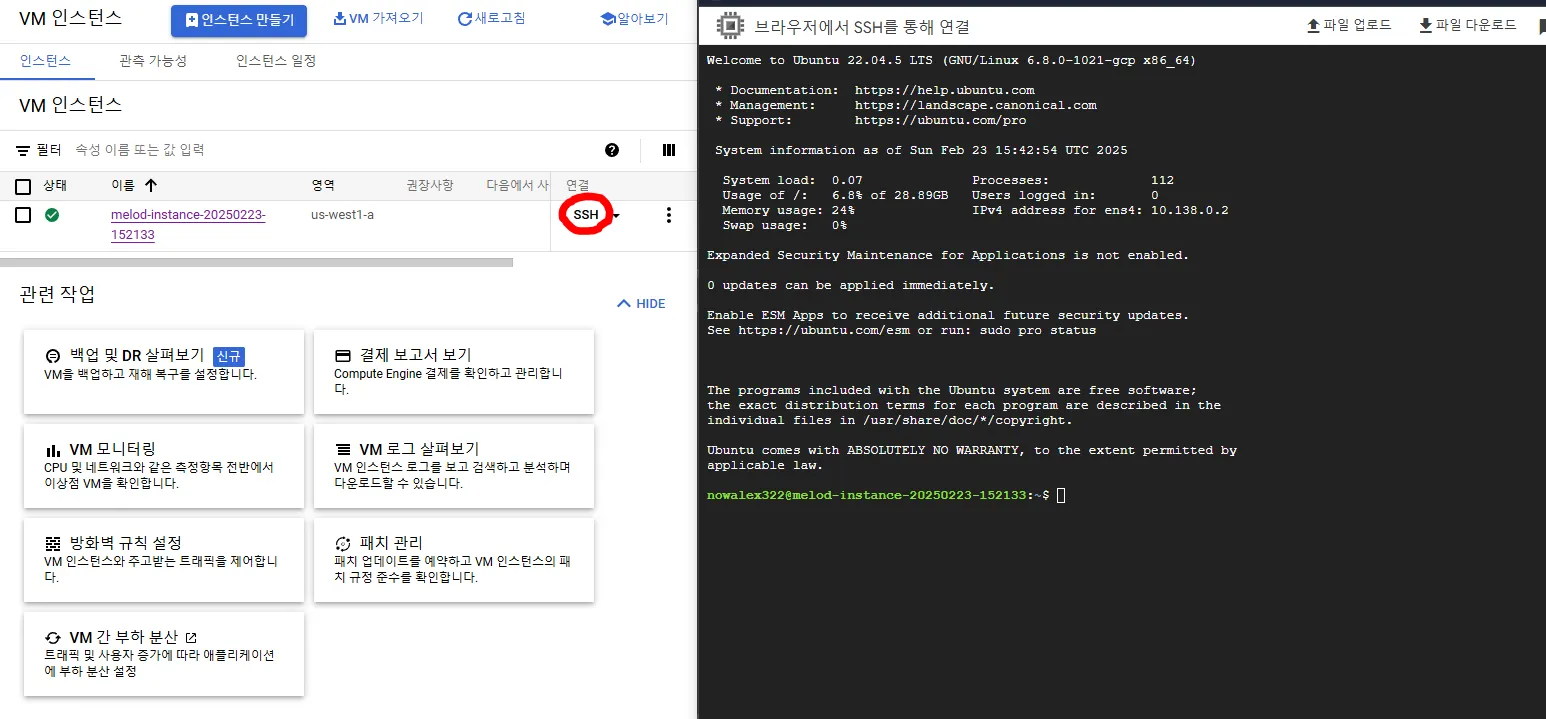 VM 인스턴스
인스턴스 만들기
VM 가져오기
새로고침
알아보기
인스턴스
관측 가능성
인스턴스 일정
VM 인스턴스
필터 속성 이름 또는 값 입력
상태 이름 영역 권장사항 다음에서 사 연결
melod-instance-20250223-
152133
us-west1-a
SSH
관련 작업
HIDE
백업 및 DR 살펴보기 신규
VM을 백업하고 재해 복구를 설정합니다.
결제 보고서 보기
Compute Engine 결제를 확인하고 관리합니
다.
VM 모니터링
CPU 및 네트워크와 같은 측정항목 전반에서
이상점 VM을 확인합니다.
VM 로그 살펴보기
VM 인스턴스 로그를 보고 검색하고 분석하며
다운로드할 수 있습니다.
방화벽 규칙 설정
VM 인스턴스와 주고받는 트래픽을 제어합니
다.
패치 관리
패치 업데이트를 예약하고 VM 인스턴스의 패
치 규정 준수를 확인합니다.
VM 간 부하 분산
트래픽 및 사용자 증가에 따라 애플리케이션
에 부하 분산 설정
브라우저에서 SSH를 통해 연결
파일 업로드
파일 다운로드
Welcome to Ubuntu 22.04.5 LTS (GNU/Linux 6.8.0-1021-gcp x86_64)
* Documentation: https://help.ubuntu.com
* Management: https://landscape.canonical.com
* Support: https://ubuntu.com/pro
System information as of Sun Feb 23 15:42:54 UTC 2025
System load: 0.07 Processes: 112
Usage of /: 6.8% of 28.89GB Users logged in: 0
Memory usage: 24% IPv4 address for ens4: 10.138.0.2
Swap usage: 0%
Expanded Security Maintenance for Applications is not enabled.
0 updates can be applied immediately.
Enable ESM Apps to receive additional future security updates.
See https://ubuntu.com/esm or run: sudo pro status
The programs included with the Ubuntu system are free software;
the exact distribution terms for each program are described in the
individual files in /usr/share/doc/*/copyright.
Ubuntu comes with ABSOLUTELY NO WARRANTY, to the extent permitted by
applicable law.
nowalex322@melod-instance-20250223-152133:~$